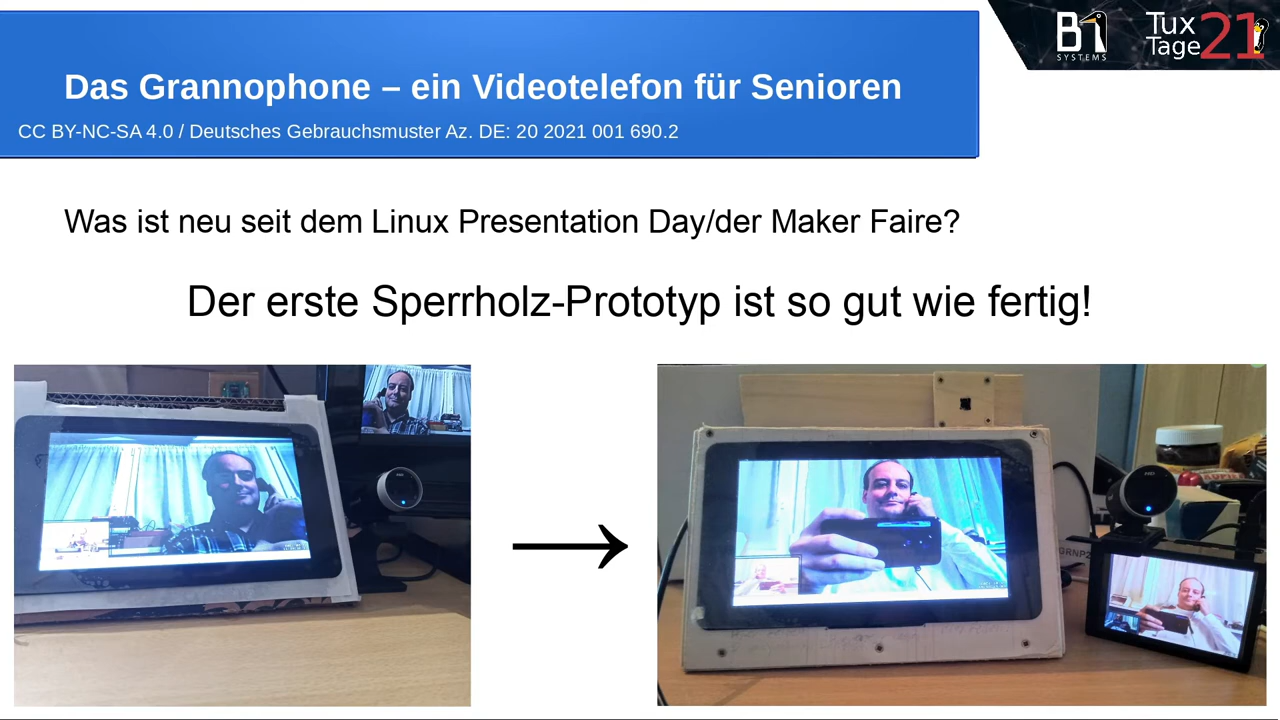 B1
SYSTEMS
Tux
Tage
21
Das Grannophone – ein Videotelefon für Senioren
CC BY-NC-SA 4.0 / Deutsches Gebrauchsmuster Az. DE: 20 2021 001 690.2
Was ist neu seit dem Linux Presentation Day/der Maker Faire?
Der erste Sperrholz-Prototyp ist so gut wie fertig!